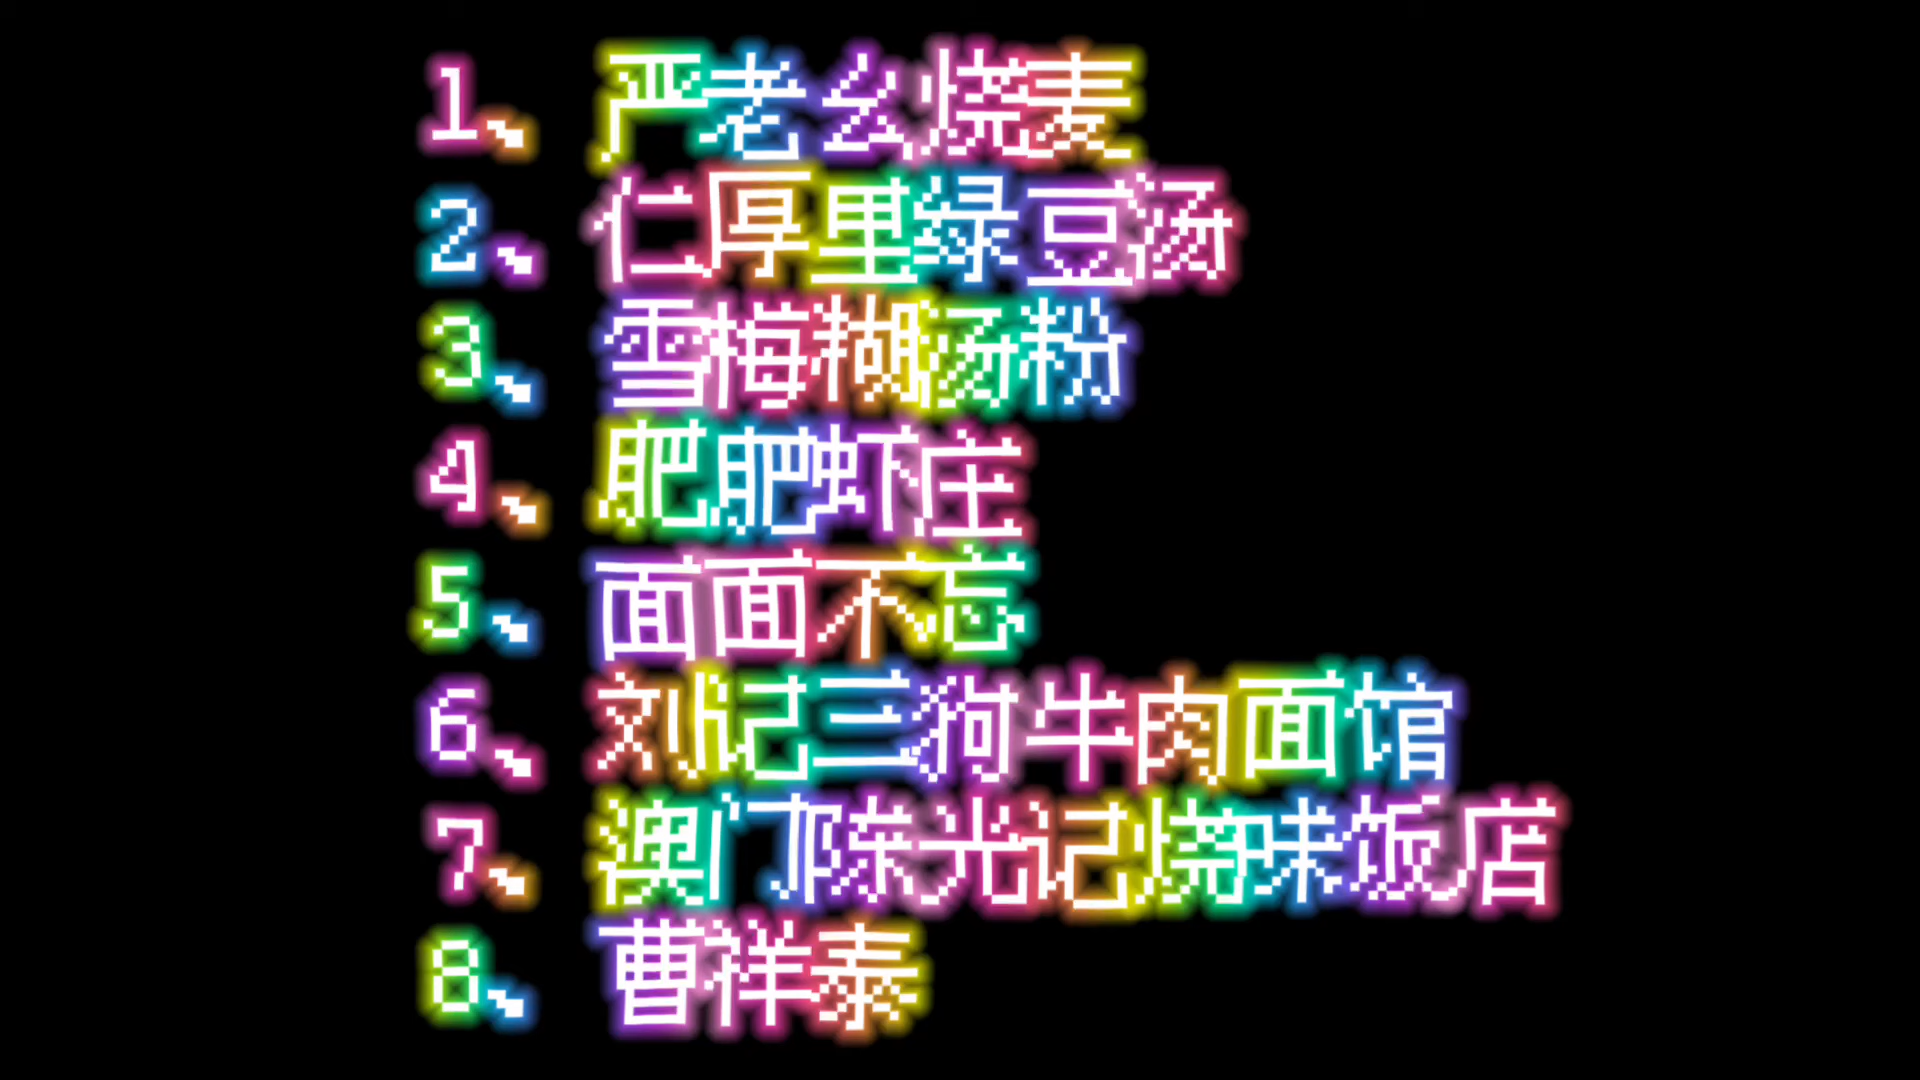 1、严老幺烧麦
2、仁厚里绿豆汤
3、雪梅糊汤粉
4、肥肥虾庄
5、面面不忘
6、刘记三狗牛肉面馆
7、澳门陈光记烧味饭店
8、曹祥泰